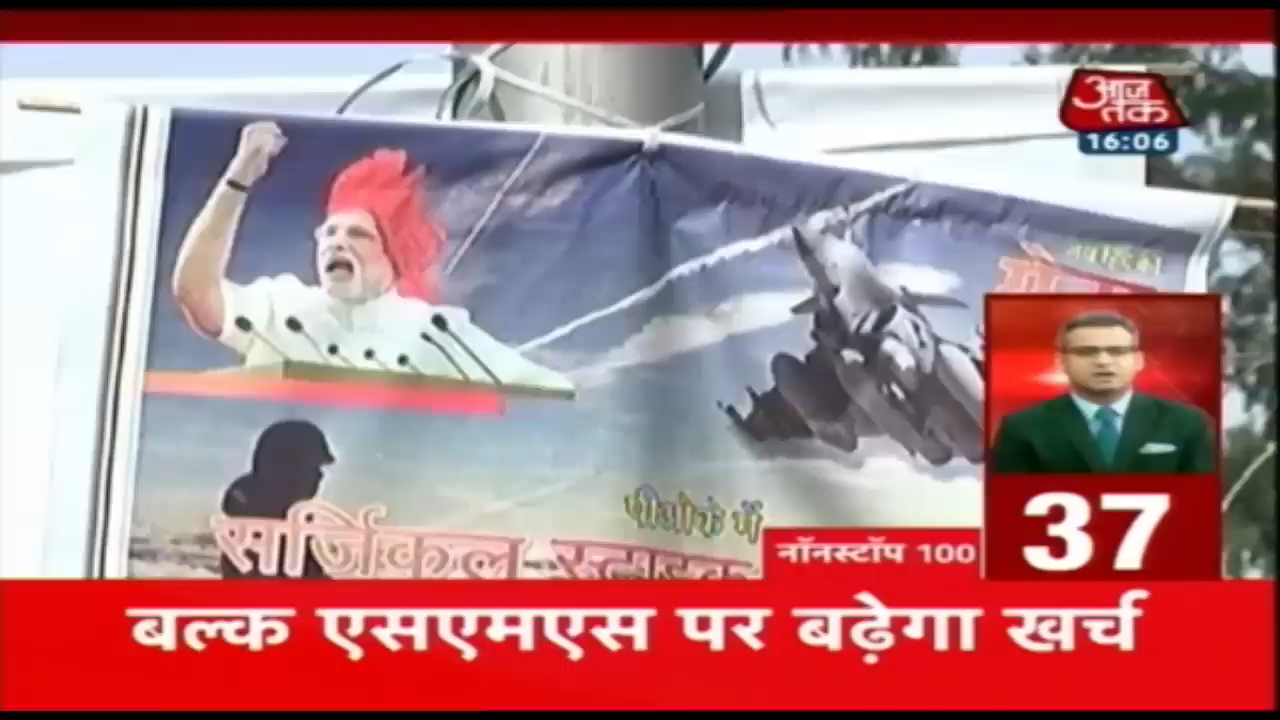 आज
तक
16:06
पीओके में
सर्जिकल स्ट्राइक
नॉनस्टॉप 100
37
बल्क एसएमएस पर बढ़ेगा खर्च